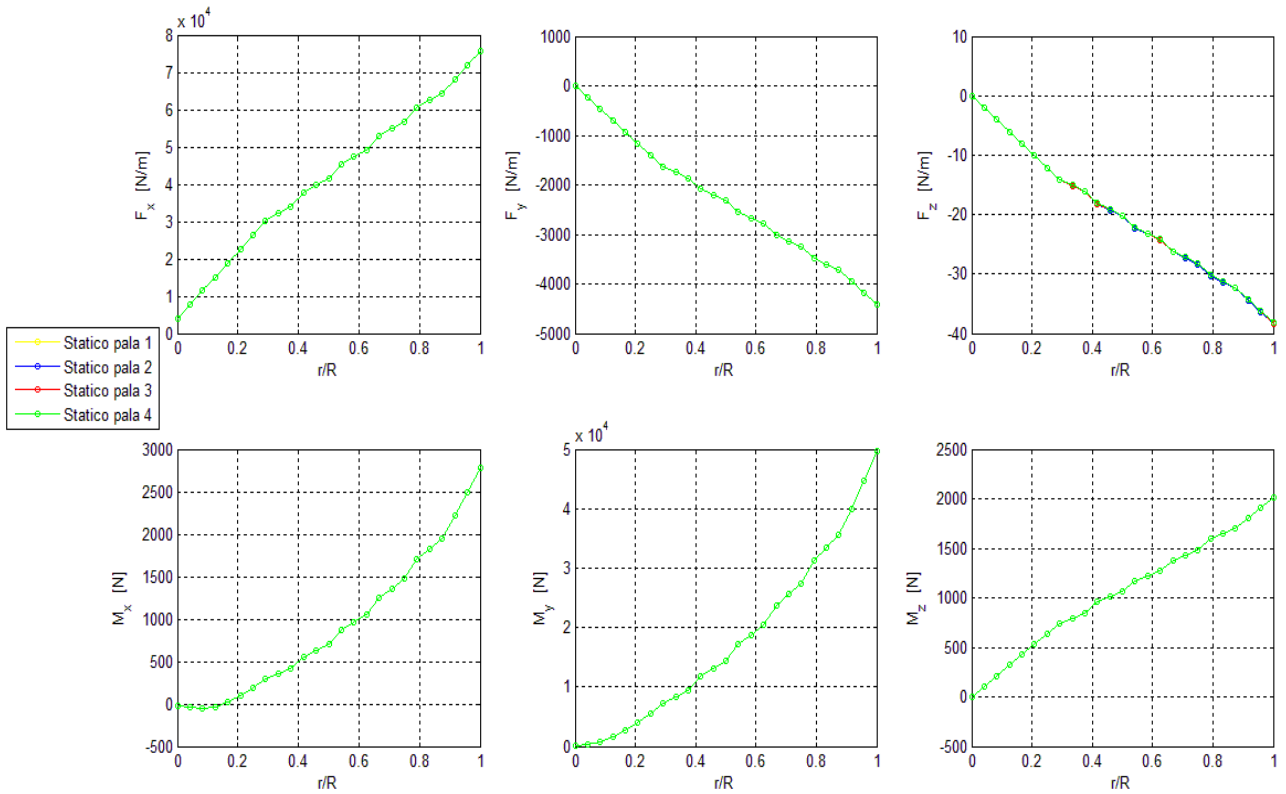 x 10^4
8
7
6
5
4
3
2
1
0
F_x [N/m]
0 0.2 0.4 0.6 0.8 1
r/R
1000
0
-1000
-2000
-3000
-4000
-5000
F_y [N/m]
0 0.2 0.4 0.6 0.8 1
r/R
10
0
-10
-20
-30
-40
F_z [N/m]
0 0.2 0.4 0.6 0.8 1
r/R
Statico pala 1
Statico pala 2
Statico pala 3
Statico pala 4
3000
2500
2000
1500
1000
500
0
-500
M_x [N]
0 0.2 0.4 0.6 0.8 1
r/R
x 10^4
5
4
3
2
1
0
M_y [N]
0 0.2 0.4 0.6 0.8 1
r/R
2500
2000
1500
1000
500
0
-500
M_z [N]
0 0.2 0.4 0.6 0.8 1
r/R